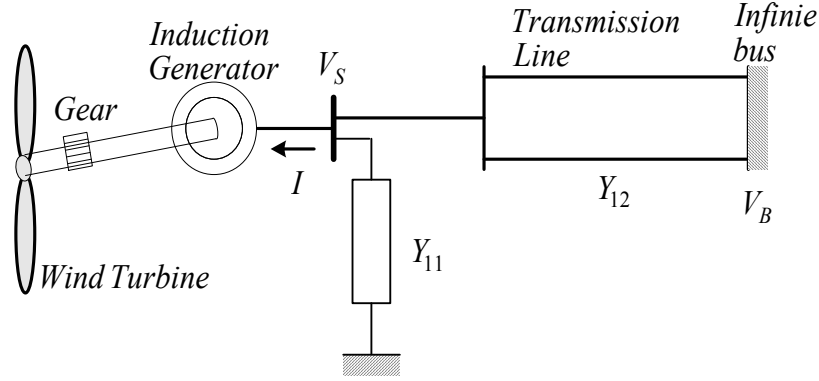 Induction
Generator
Gear
Wind Turbine
V_S
I
Y_11
Transmission
Line
Y_12
Infinie
bus
V_B